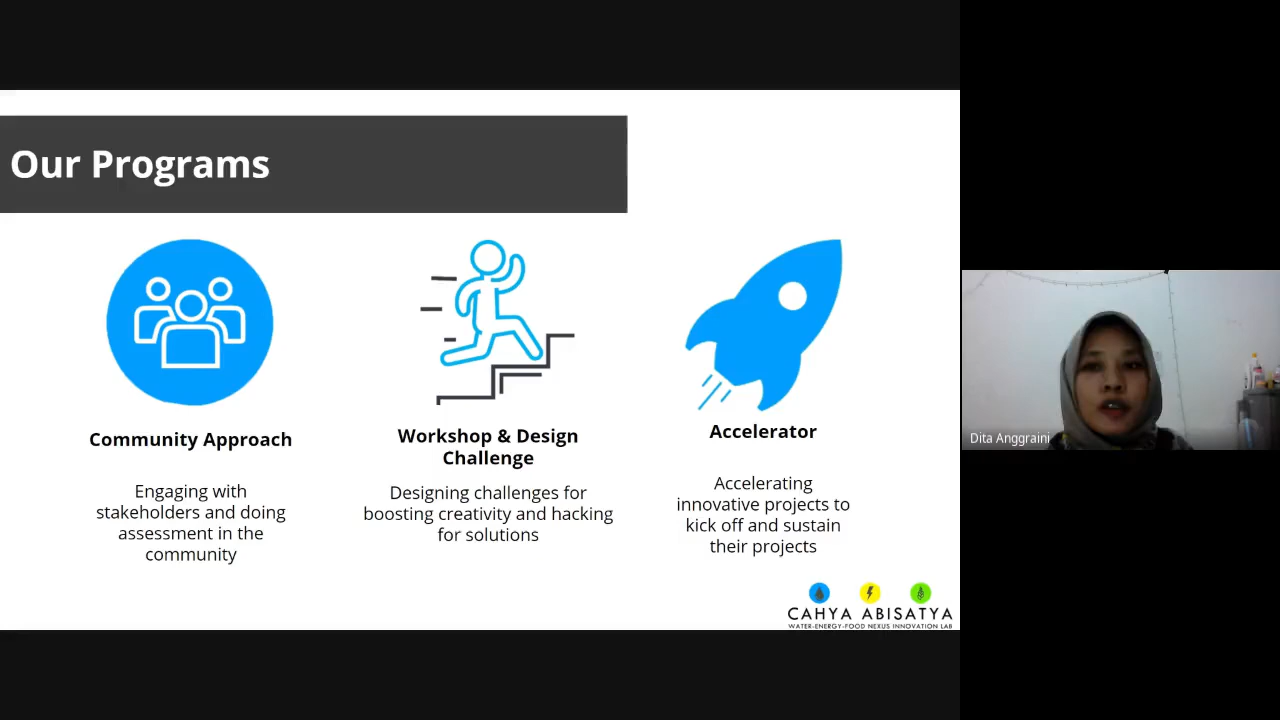 Our Programs
Community Approach
Engaging with
stakeholders and doing
assessment in the
community
Workshop & Design
Challenge
Designing challenges for
boosting creativity and hacking
for solutions
Accelerator
Accelerating
innovative projects to
kick off and sustain
their projects
CAHYA ABISATYA
WATER-ENERGY-FOOD NEXUS INNOVATION LAB
Dita Anggraini